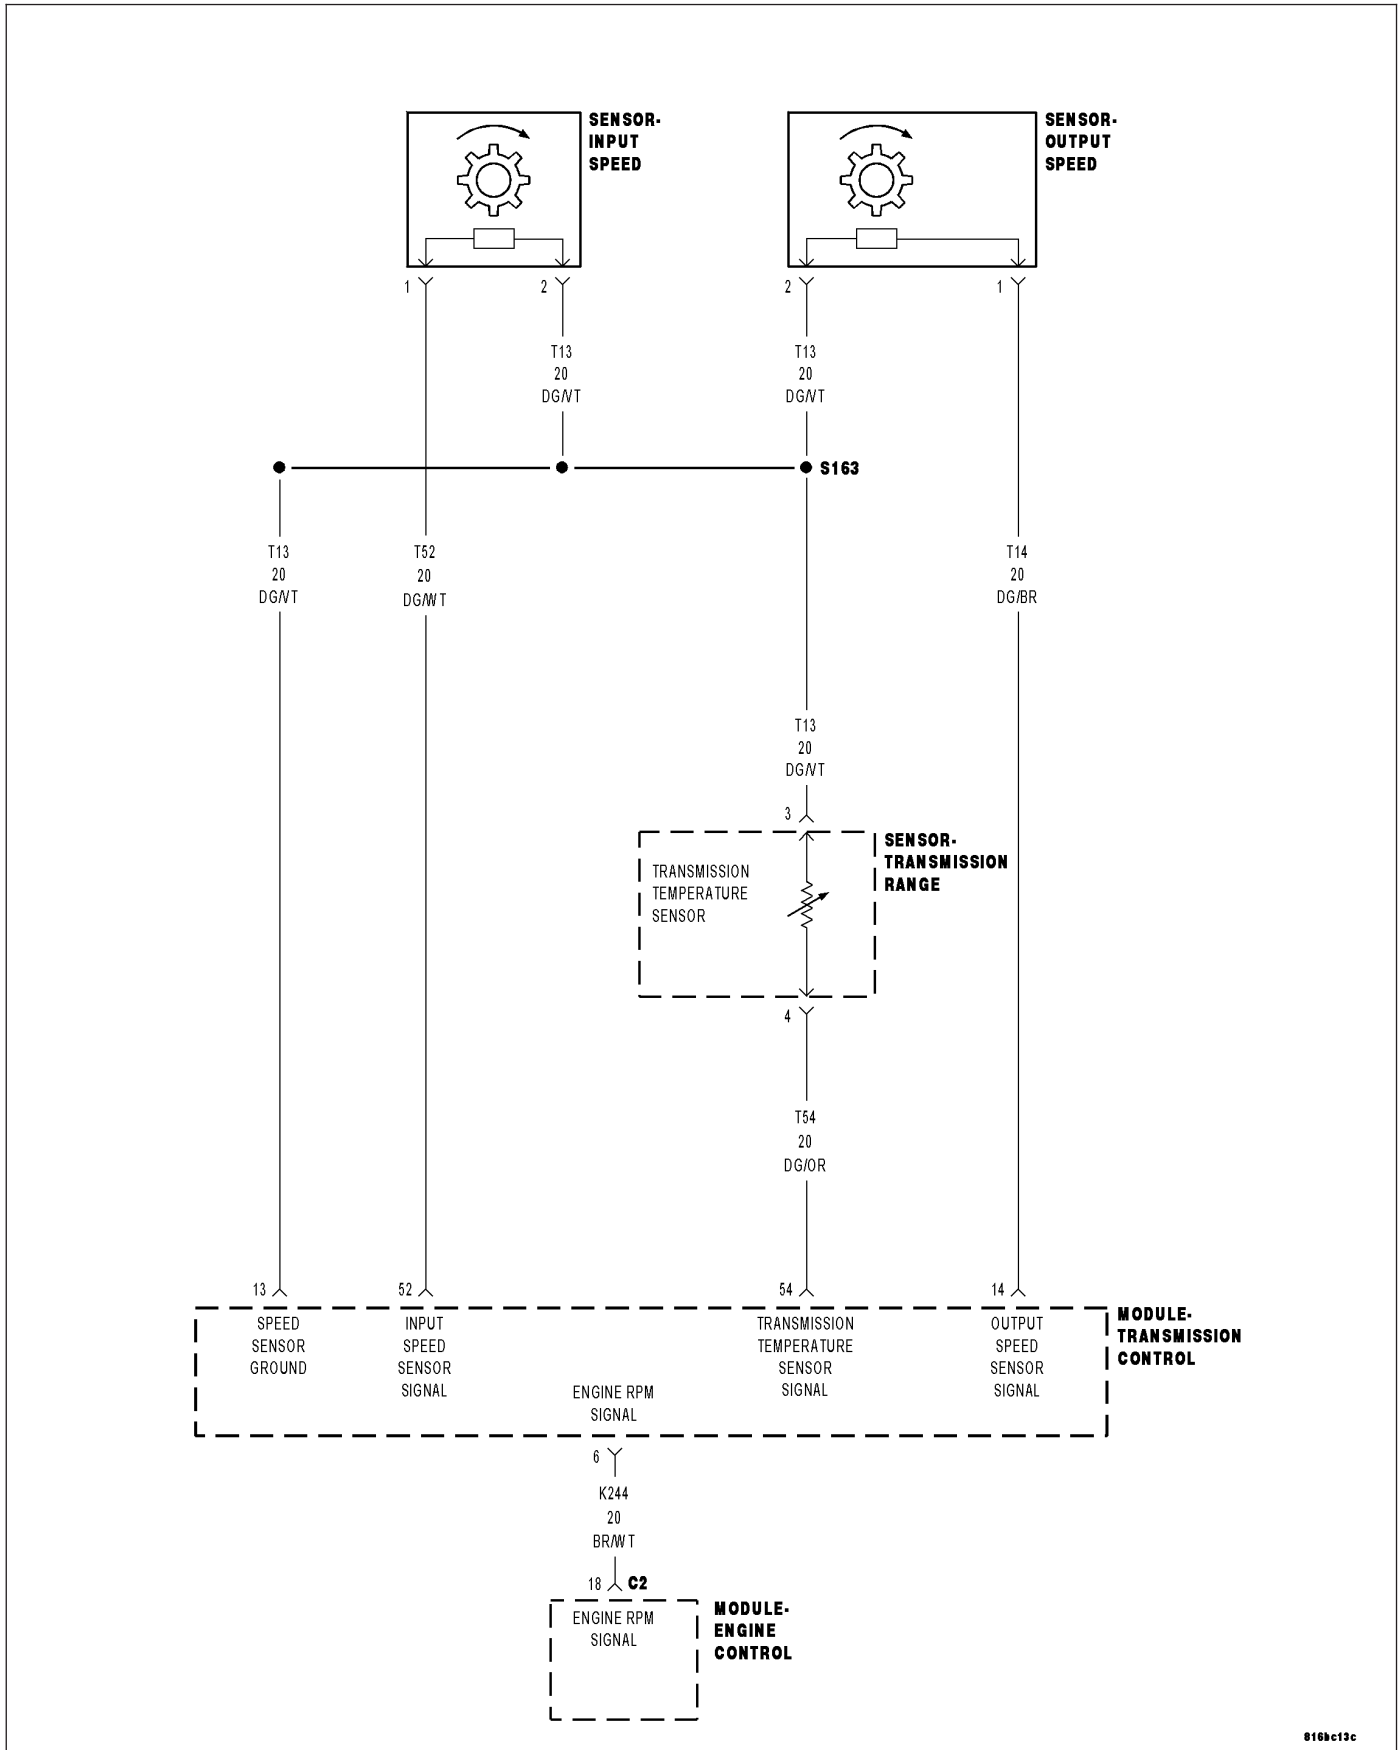 SENSOR-
INPUT
SPEED
SENSOR-
OUTPUT
SPEED
1
2
2
1
T13
20
DG/VT
T13
20
DG/VT
S163
T13
20
DG/VT
T52
20
DG/WT
T14
20
DG/BR
T13
20
DG/VT
3
SENSOR-
TRANSMISSION
RANGE
TRANSMISSION
TEMPERATURE
SENSOR
4
T54
20
DG/OR
13
52
54
14
MODULE-
TRANSMISSION
CONTROL
SPEED
SENSOR
GROUND
INPUT
SPEED
SENSOR
SIGNAL
ENGINE RPM
SIGNAL
TRANSMISSION
TEMPERATURE
SENSOR
SIGNAL
OUTPUT
SPEED
SENSOR
SIGNAL
6
K244
20
BR/WT
18
C2
ENGINE RPM
SIGNAL
MODULE-
ENGINE
CONTROL
816bc13c